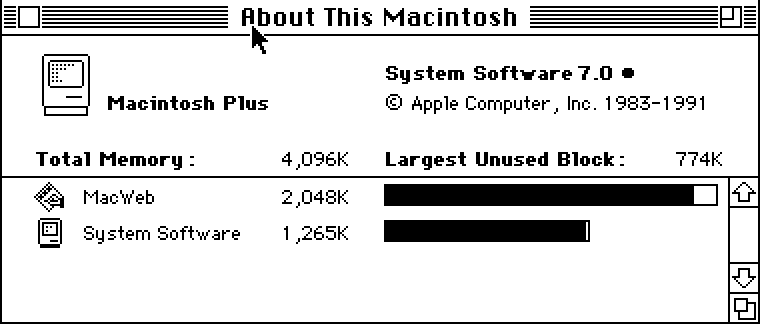 About This Macintosh
System Software 7.0 •
Macintosh Plus
© Apple Computer, Inc. 1983-1991
Total Memory: 4,096K Largest Unused Block: 774K
MacWeb 2,048K
System Software 1,265K